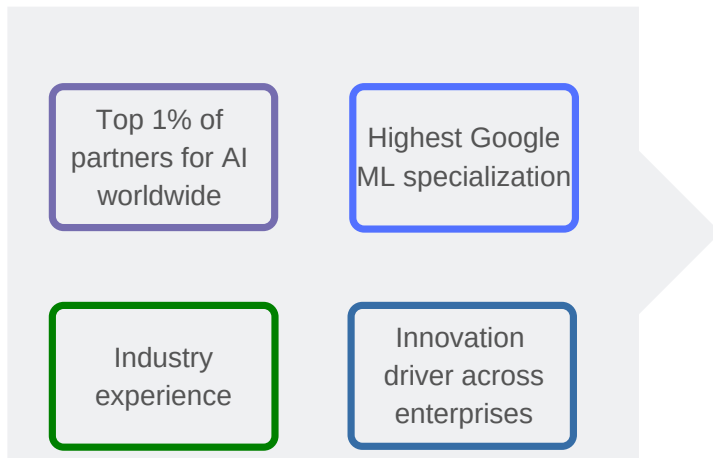 Top 1% of
partners for AI
worldwide
Highest Google
ML specialization
Industry
experience
Innovation
driver across
enterprises